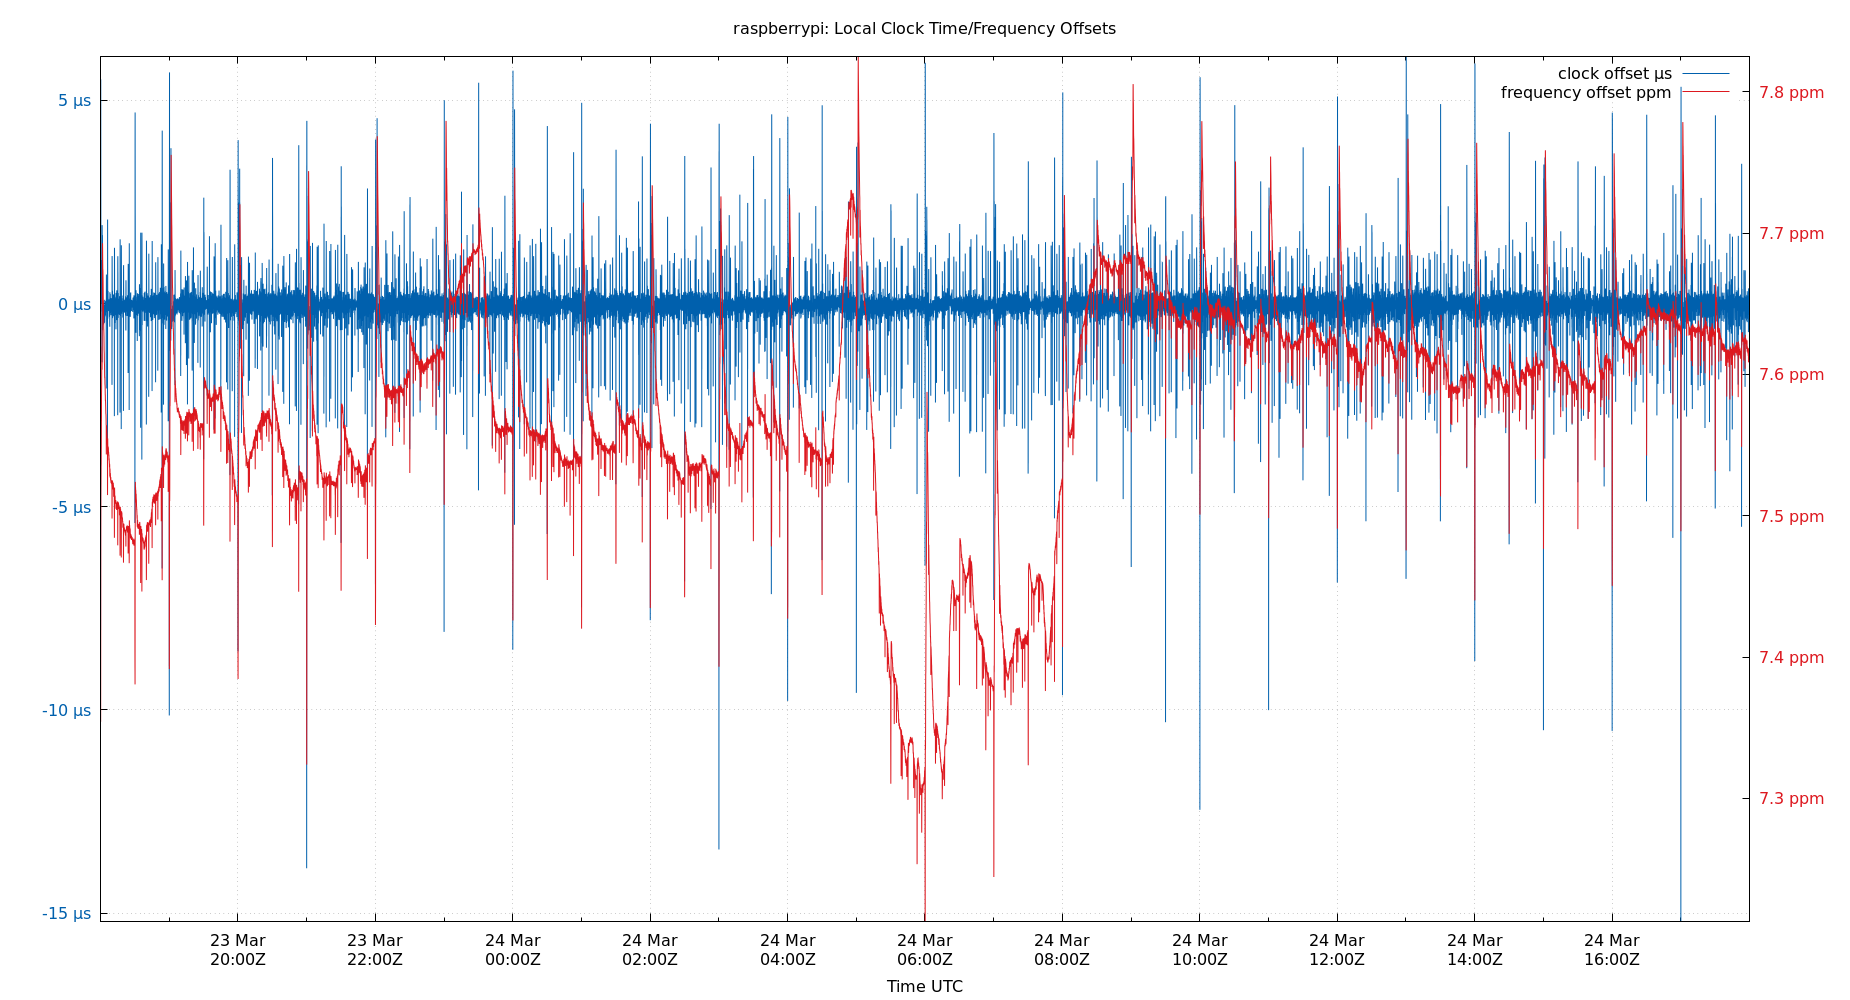 raspberrypi: Local Clock Time/Frequency Offsets
clock offset µs
frequency offset ppm
5 µs
0 µs
-5 µs
-10 µs
-15 µs
7.8 ppm
7.7 ppm
7.6 ppm
7.5 ppm
7.4 ppm
7.3 ppm
23 Mar 23 Mar 24 Mar 24 Mar 24 Mar 24 Mar 24 Mar 24 Mar 24 Mar 24 Mar 24 Mar
20:00Z 22:00Z 00:00Z 02:00Z 04:00Z 06:00Z 08:00Z 10:00Z 12:00Z 14:00Z 16:00Z
Time UTC